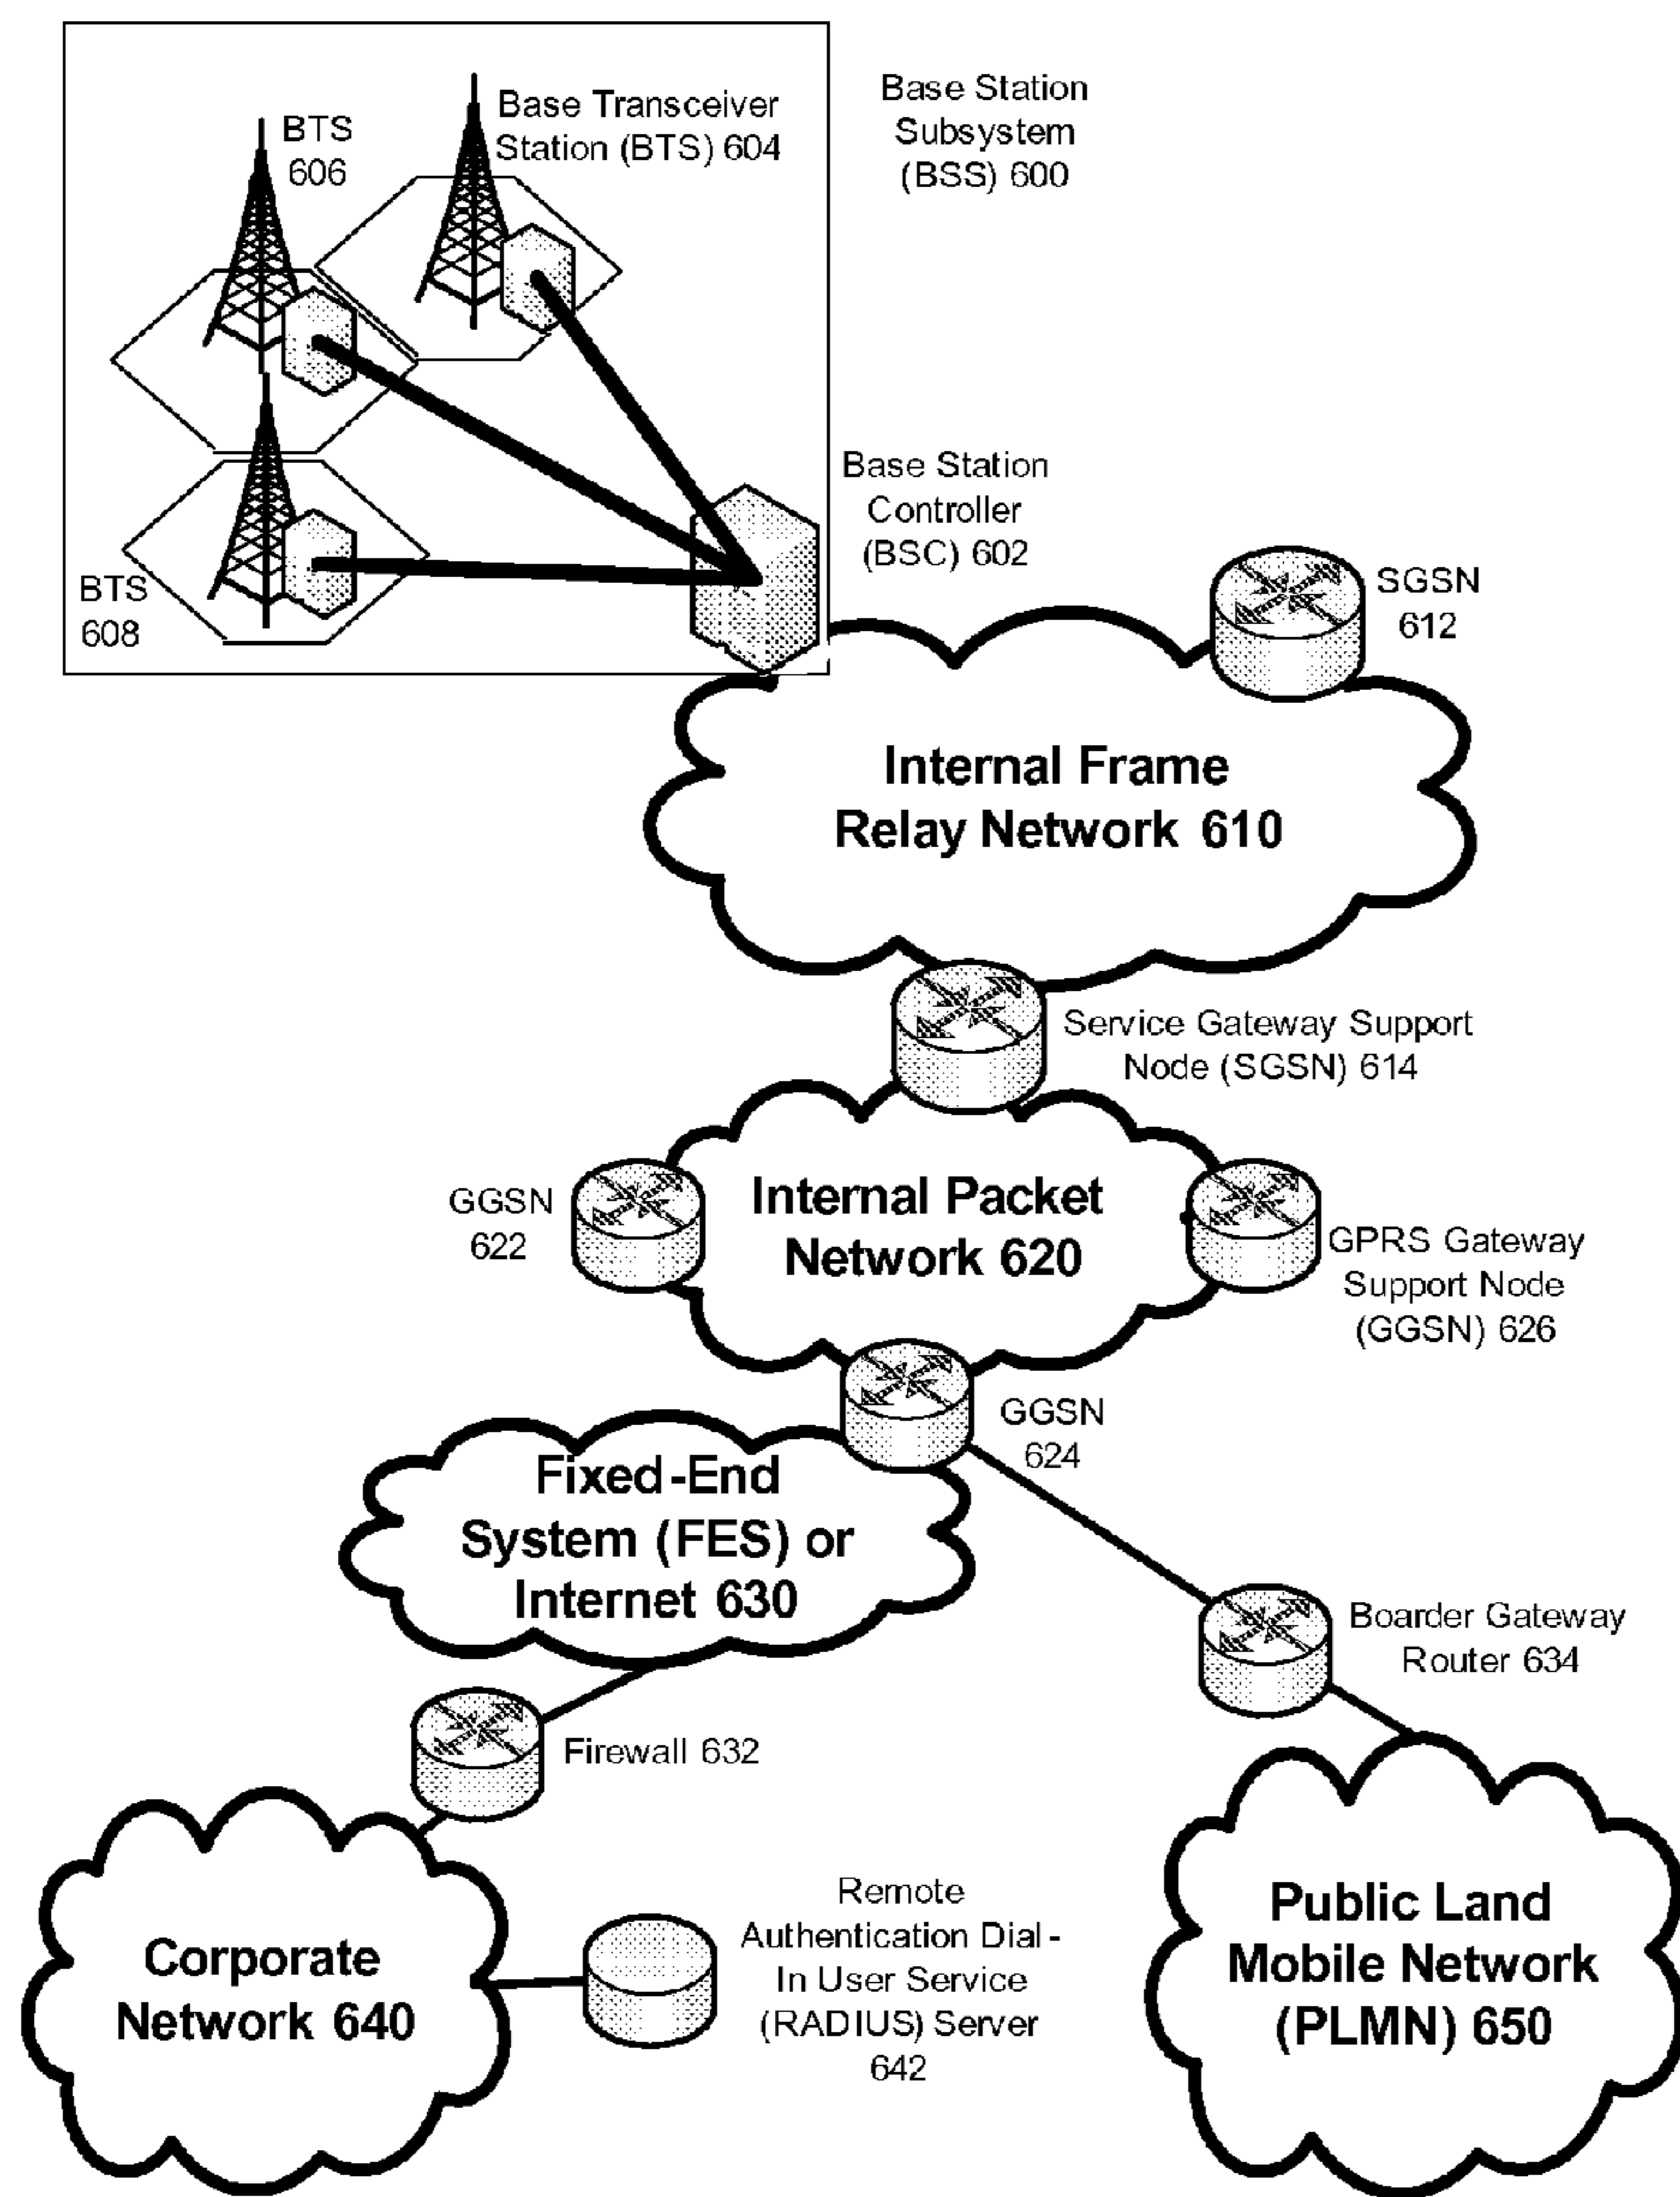 BTS
606
Base Transceiver
Station (BTS) 604
Base Station
Subsystem
(BSS) 600
Base Station
Controller
(BSC) 602
BTS
608
SGSN
612
Internal Frame
Relay Network 610
Service Gateway Support
Node (SGSN) 614
GGSN
622
Internal Packet
Network 620
GPRS Gateway
Support Node
(GGSN) 626
GGSN
624
Fixed-End
System (FES) or
Internet 630
Boarder Gateway
Router 634
Firewall 632
Corporate
Network 640
Remote
Authentication Dial-
In User Service
(RADIUS) Server
642
Public Land
Mobile Network
(PLMN) 650